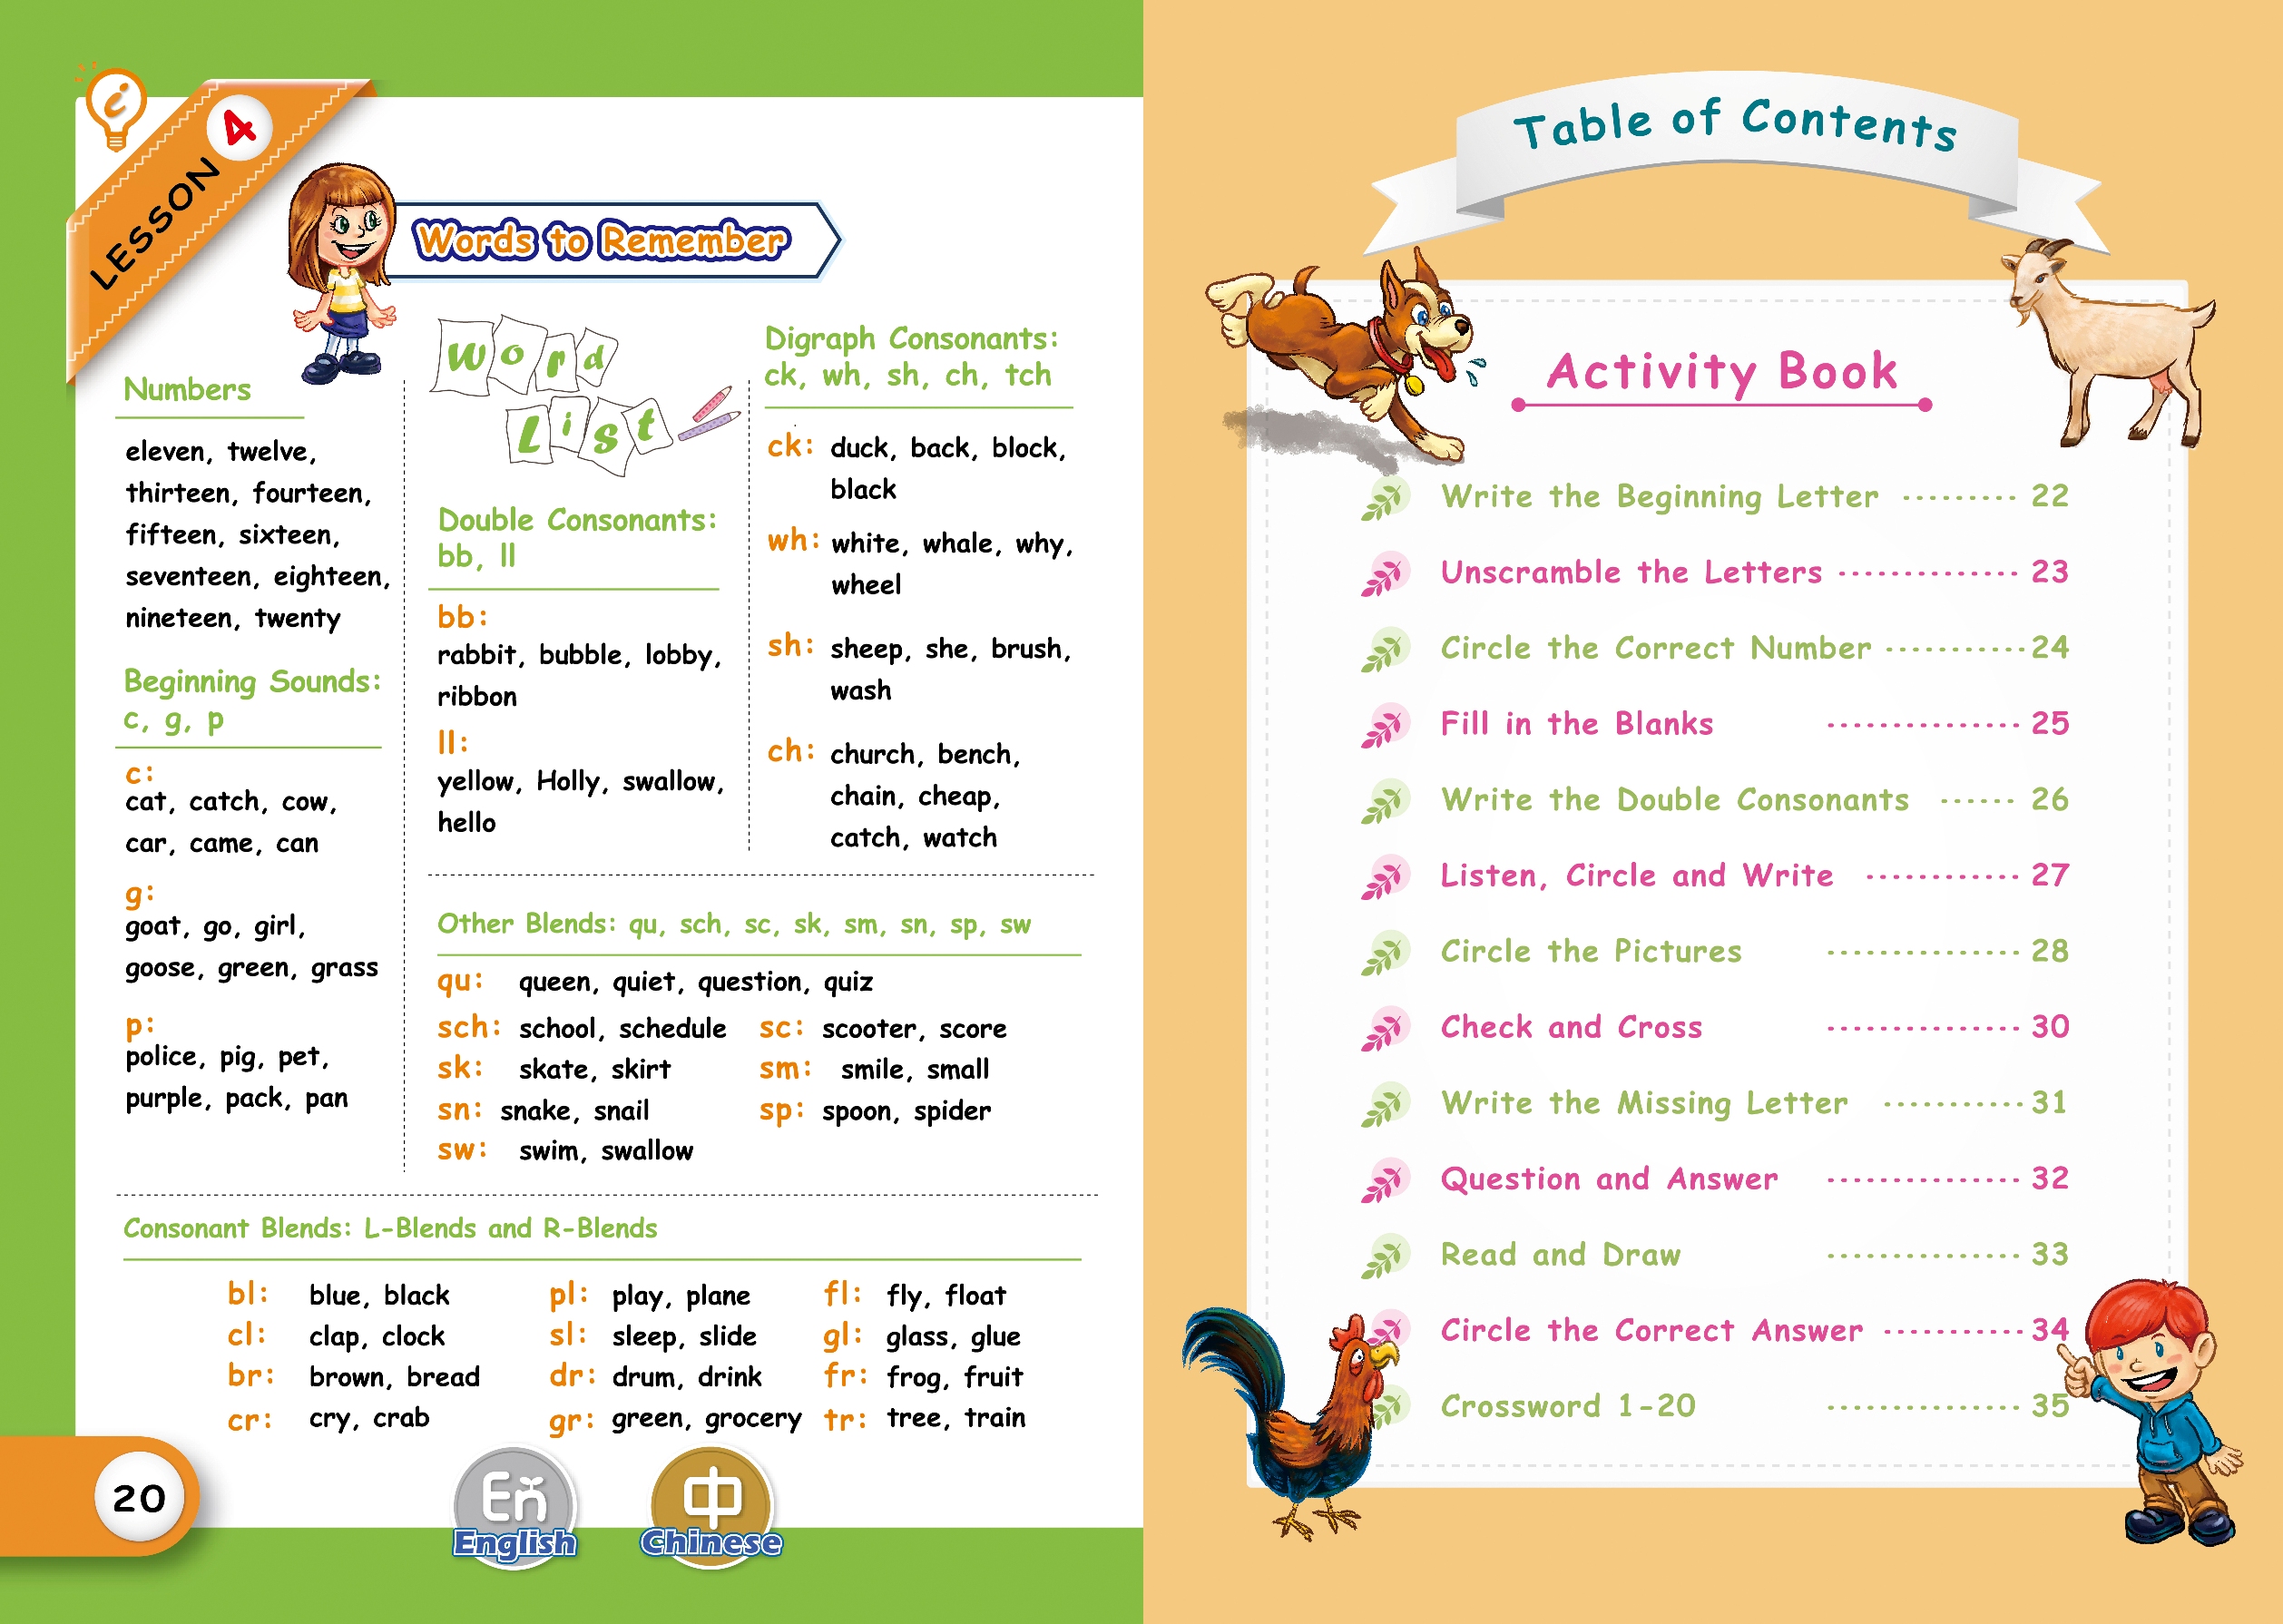 LESSON 4
Words to Remember
Numbers
eleven, twelve,
thirteen, fourteen,
fifteen, sixteen,
seventeen, eighteen,
nineteen, twenty
Beginning Sounds:
c, g, p
c:
cat, catch, cow,
car, came, can
g:
goat, go, girl,
goose, green, grass
p:
police, pig, pet,
purple, pack, pan
Word
List
Double Consonants:
bb, ll
bb:
rabbit, bubble, lobby,
ribbon
ll:
yellow, Holly, swallow,
hello
Digraph Consonants:
ck, wh, sh, ch, tch
ck: duck, back, block,
black
wh: white, whale, why,
wheel
sh: sheep, she, brush,
wash
ch: church, bench,
chain, cheap,
catch, watch
Other Blends: qu, sch, sc, sk, sm, sn, sp, sw
qu: queen, quiet, question, quiz
sch: school, schedule sc: scooter, score
sk: skate, skirt sm: smile, small
sn: snake, snail sp: spoon, spider
sw: swim, swallow
Consonant Blends: L-Blends and R-Blends
bl: blue, black pl: play, plane fl: fly, float
cl: clap, clock sl: sleep, slide gl: glass, glue
br: brown, bread dr: drum, drink fr: frog, fruit
cr: cry, crab gr: green, grocery tr: tree, train
20
En 中
English Chinese
Table of Contents
Activity Book
Write the Beginning Letter --------- 22
Unscramble the Letters -------------- 23
Circle the Correct Number ----------- 24
Fill in the Blanks --------------- 25
Write the Double Consonants ------ 26
Listen, Circle and Write ------------ 27
Circle the Pictures --------------- 28
Check and Cross --------------- 30
Write the Missing Letter ----------- 31
Question and Answer --------------- 32
Read and Draw --------------- 33
Circle the Correct Answer ----------- 34
Crossword 1-20 --------------- 35